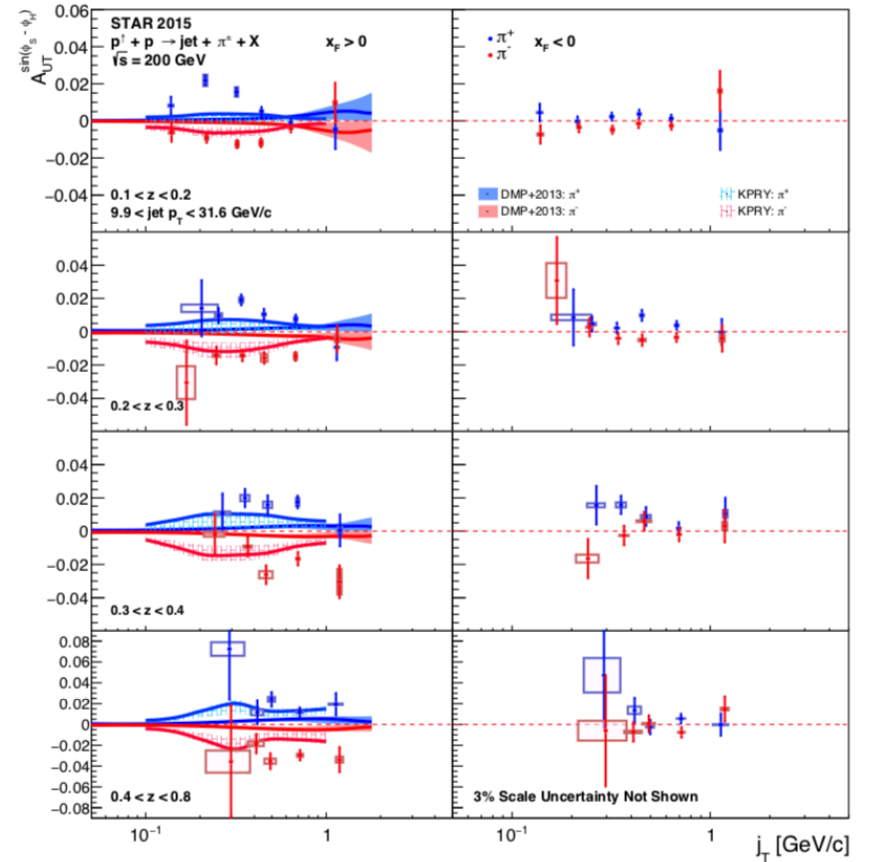 A_UT^sin(φ_S - φ_H)
0.06
0.04
0.02
0
−0.02
−0.04
STAR 2015
p↑ + p → jet + π± + X
√s = 200 GeV
x_F > 0
0.1 < z < 0.2
9.9 < jet p_T < 31.6 GeV/c
π+
π-
x_F < 0
DMP+2013: π+
KPRY: π+
DMP+2013: π-
KPRY: π-
0.04
0.02
0
−0.02
−0.04
0.2 < z < 0.3
0.04
0.02
0
−0.02
−0.04
0.3 < z < 0.4
0.08
0.06
0.04
0.02
0
−0.02
−0.04
−0.06
−0.08
0.4 < z < 0.8
3% Scale Uncertainty Not Shown
10⁻¹
1
10⁻¹
1
j_T [GeV/c]